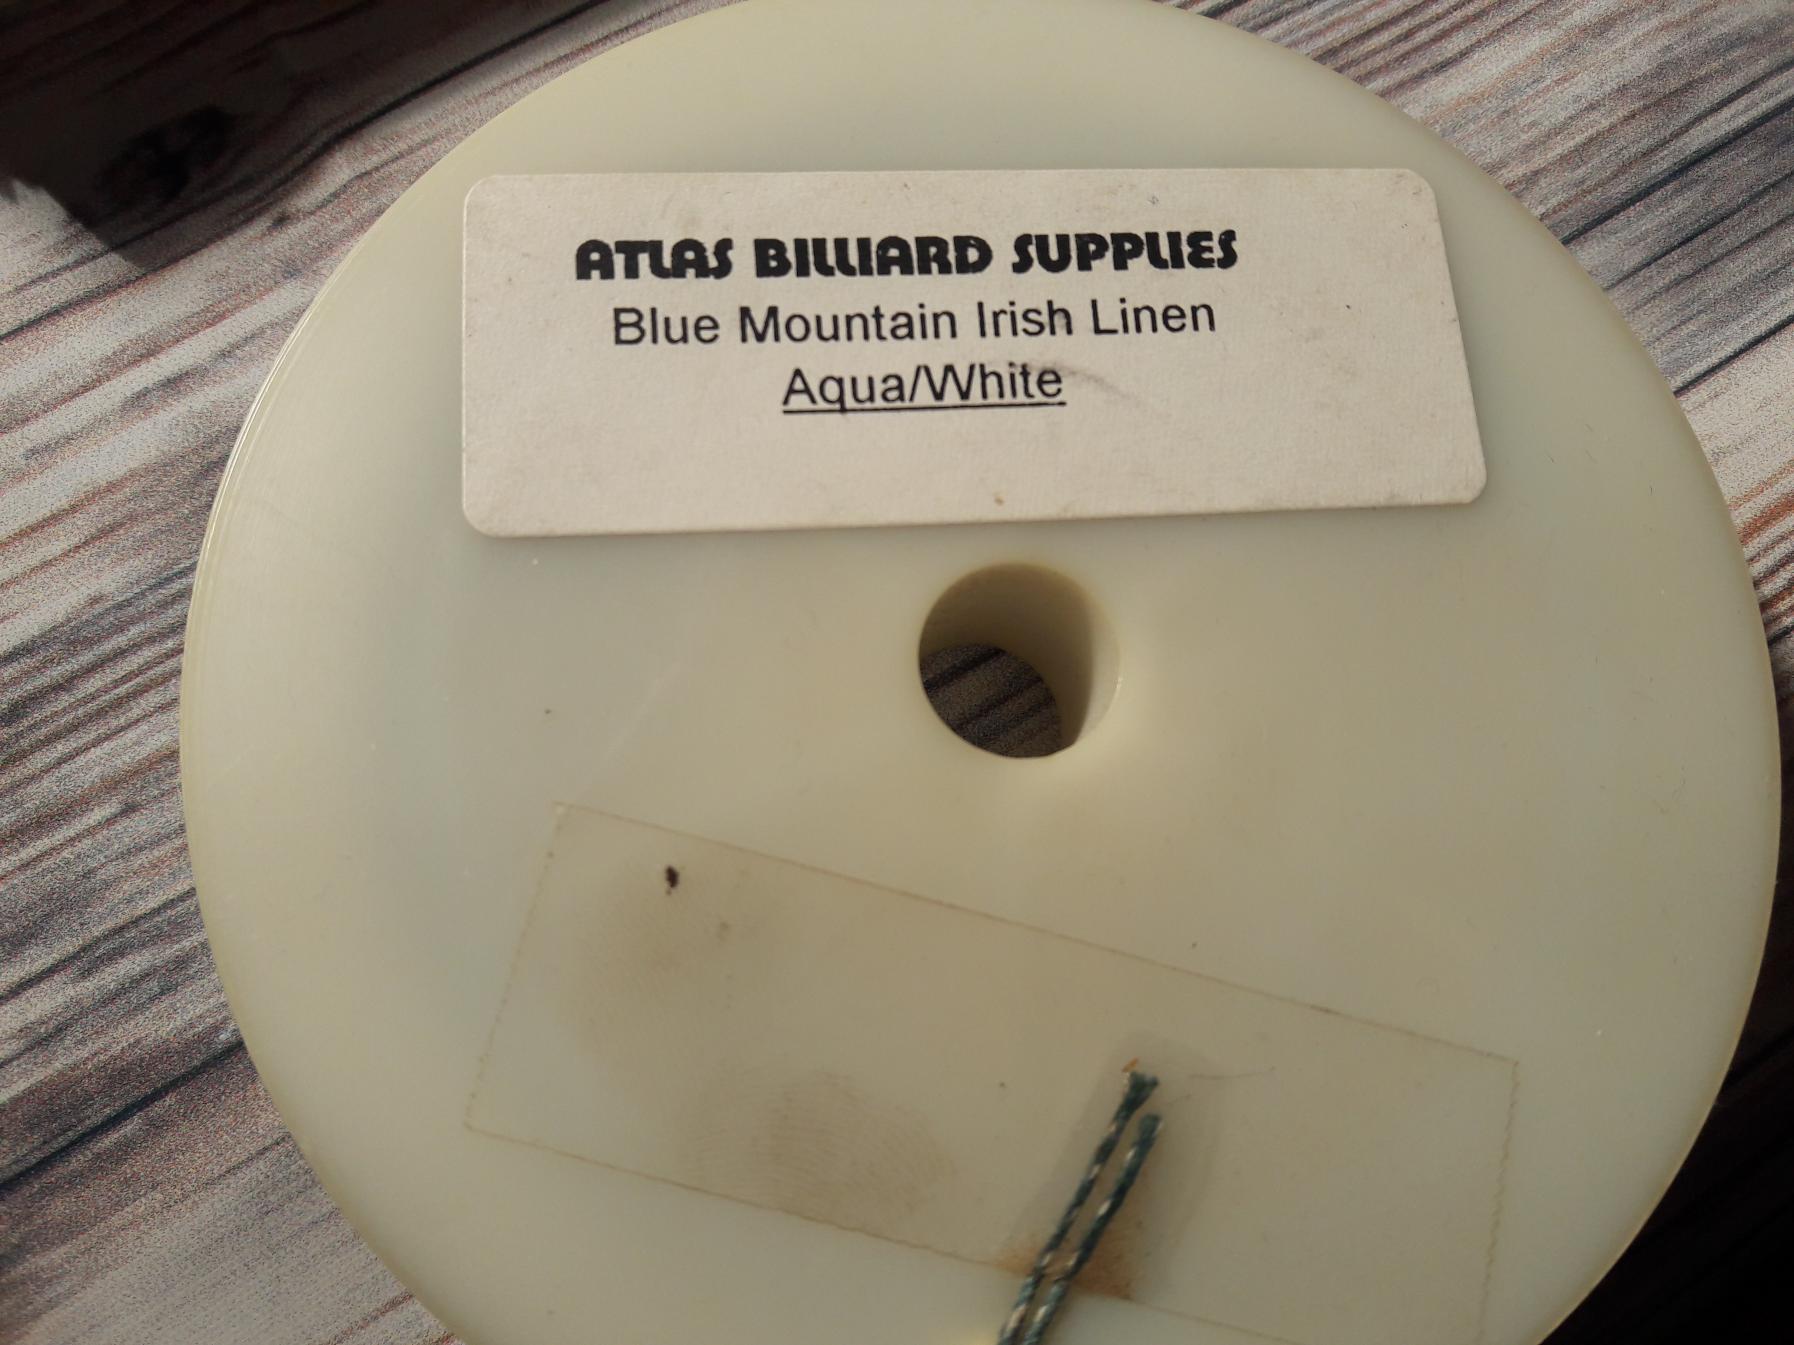 ATLAS BILLIARD SUPPLIES
Blue Mountain Irish Linen
Aqua/White